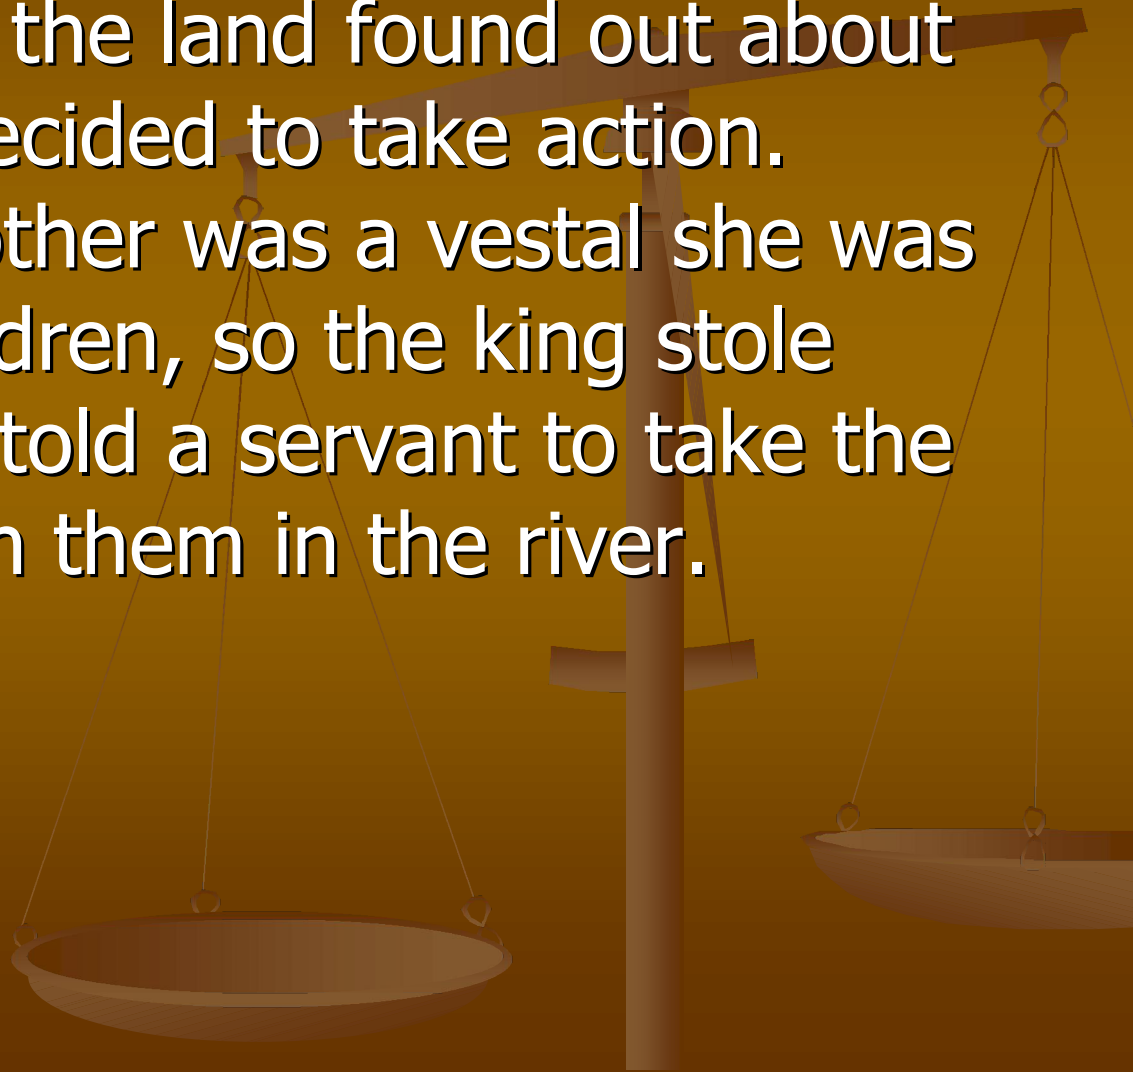 the land found out about
ecided to take action.
other was a vestal she was
dren, so the king stole
told a servant to take the
n them in the river.